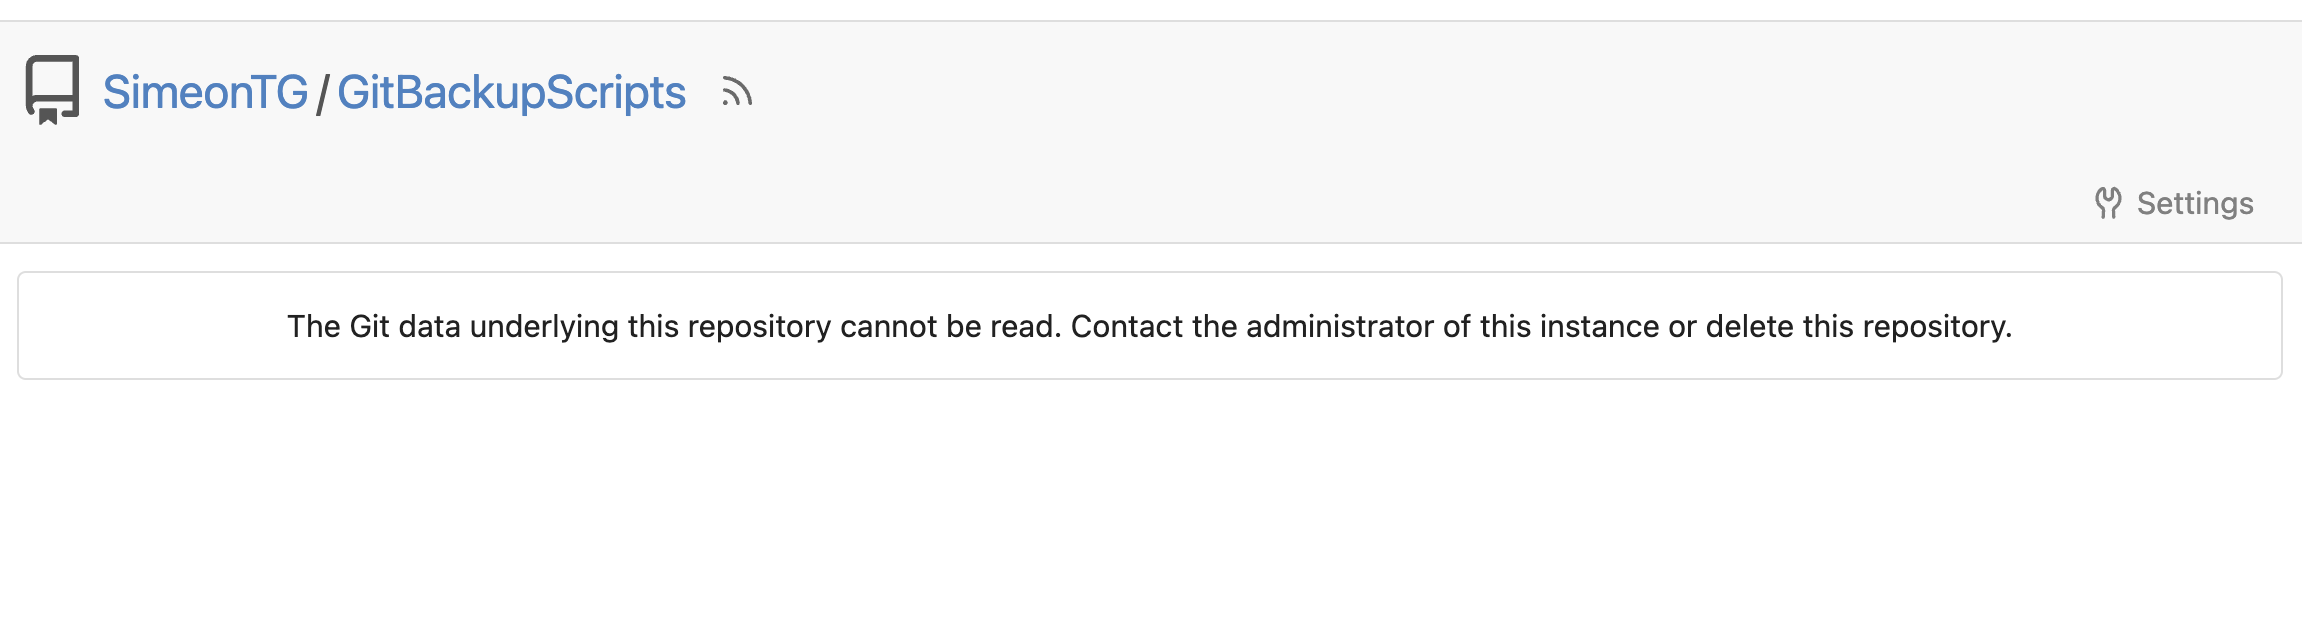 SimeonTG / GitBackupScripts
Settings
The Git data underlying this repository cannot be read. Contact the administrator of this instance or delete this repository.